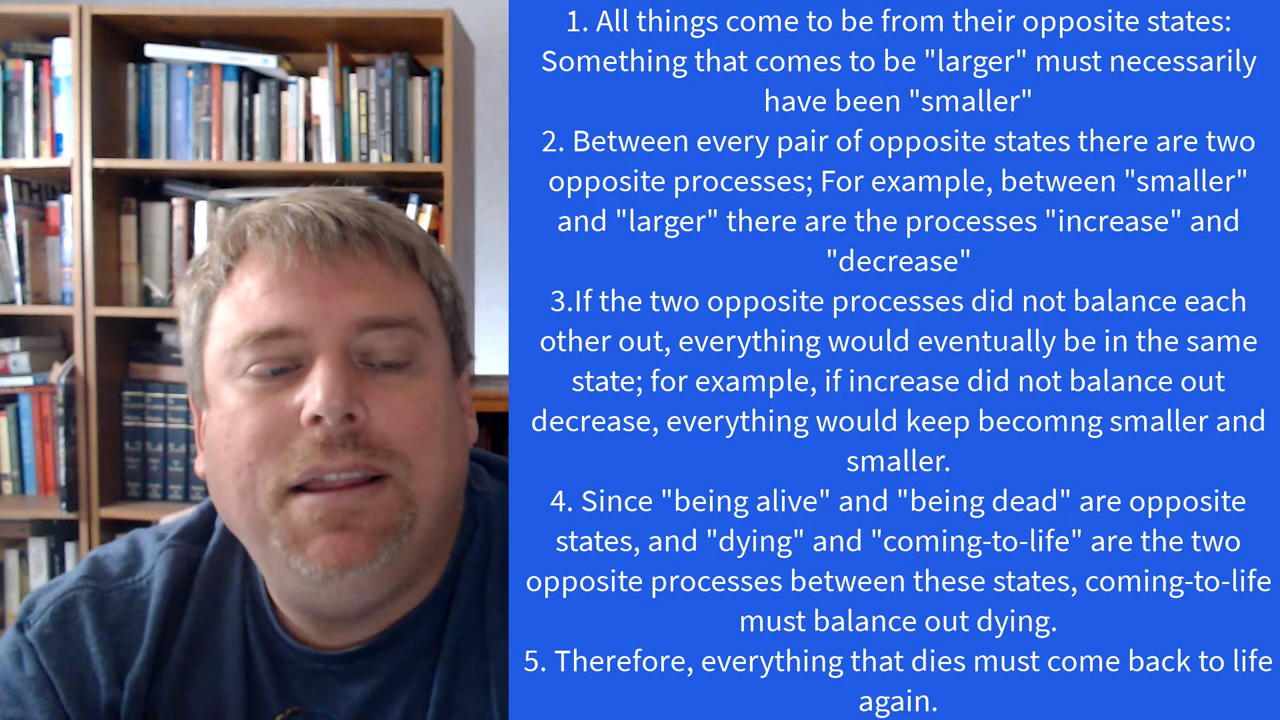 1. All things come to be from their opposite states:
Something that comes to be "larger" must necessarily
have been "smaller"
2. Between every pair of opposite states there are two
opposite processes; For example, between "smaller"
and "larger" there are the processes "increase" and
"decrease"
3.If the two opposite processes did not balance each
other out, everything would eventually be in the same
state; for example, if increase did not balance out
decrease, everything would keep becomng smaller and
smaller.
4. Since "being alive" and "being dead" are opposite
states, and "dying" and "coming-to-life" are the two
opposite processes between these states, coming-to-life
must balance out dying.
5. Therefore, everything that dies must come back to life
again.